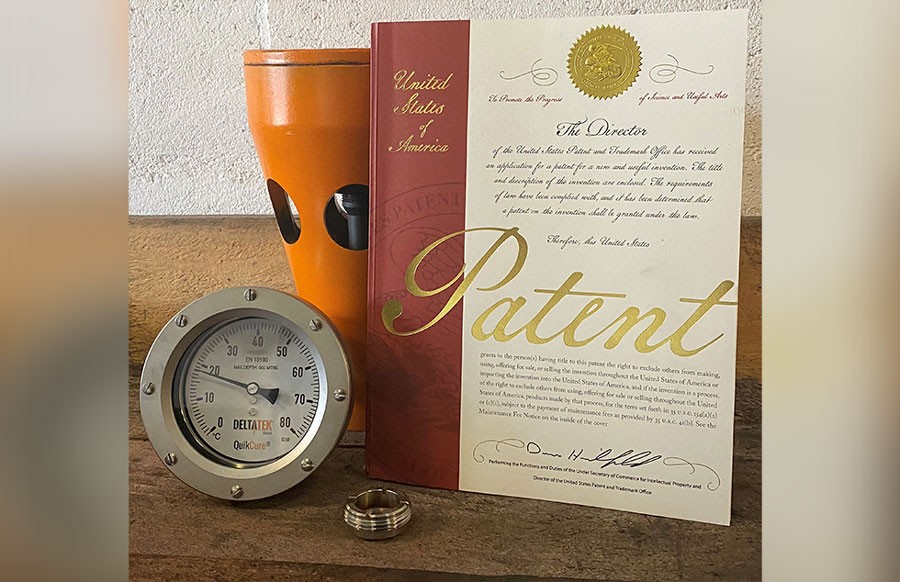 United
States
of
America
To Promote the Progress
of Science and Useful Arts
The Director
of the United States Patent and Trademark Office has received
an application for a patent for a new and useful invention. The title
and description of the invention are enclosed. The requirements
of law have been complied with, and it has been determined that
a patent on the invention shall be granted under the law.
Therefore, this United States
Patent
grants to the person(s) having title to this patent the right to exclude others from making,
using, offering for sale, or selling the invention throughout the United States of America or
importing the invention into the United States of America, and if the invention is a process,
of the right to exclude others from using, offering for sale or selling throughout the United
States of America, products made by that process, for the term set forth in 35 U.S.C. 154(a)(2)
or (c)(1), subject to the payment of maintenance fees as provided by 35 U.S.C. 41(b). See the
Maintenance Fee Notice on the inside of the cover.
Performing the Functions and Duties of the Under Secretary of Commerce for Intellectual Property and
Director of the United States Patent and Trademark Office
0 10 20 30 40 50 60 70 80
EN 13190
°C
DELTATEK
QuikCure®